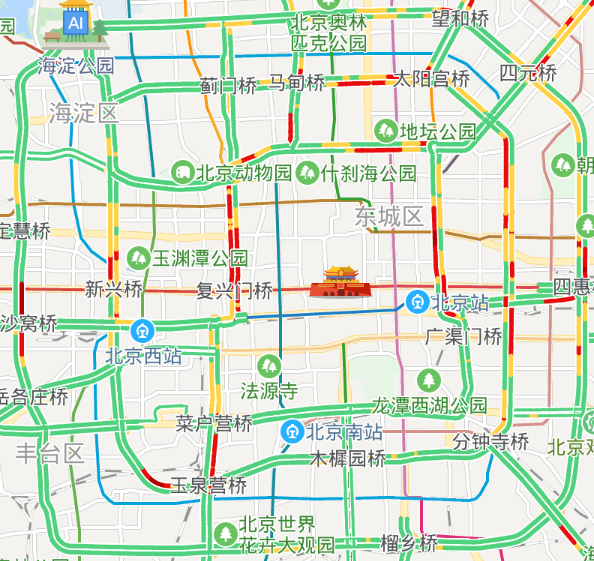 望和桥
北京奥林
匹克公园
园
AI
海淀公园
蓟门桥
马甸桥
太阳宫桥
四元桥
海淀区
地坛公园
北京动物园
什刹海公园
朝
东城区
定慧桥
玉渊潭公园
新兴桥
复兴门桥
四惠
北京站
沙窝桥
北京西站
广渠门桥
法源寺
岳各庄桥
龙潭西湖公园
菜户营桥
北京南站
分钟寺桥
北京欢
丰台区
木樨园桥
玉泉营桥
北京世界
花卉大观园
榴乡桥
海